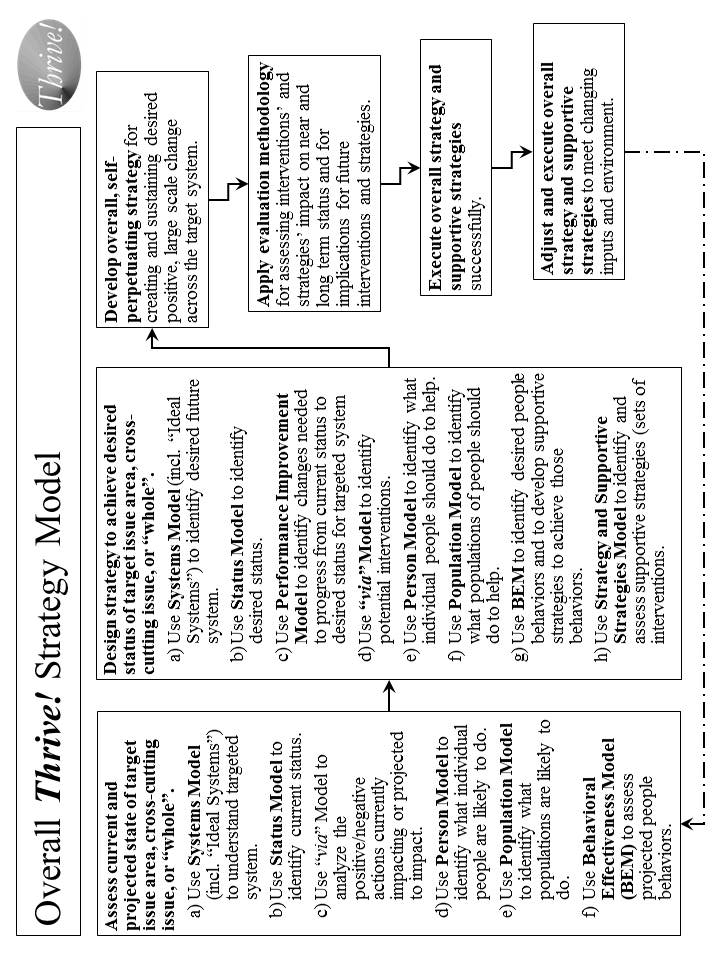 Overall Thrive! Strategy Model
Thrive!
Assess current and
projected state of target
issue area, cross-cutting
issue, or “whole”.
a) Use Systems Model
(incl. “Ideal Systems”)
to understand targeted
system.
b) Use Status Model to
identify current status.
c) Use “via” Model to
analyze the
positive/negative
actions currently
impacting or projected
to impact.
d) Use Person Model to
identify what individual
people are likely to do.
e) Use Population Model
to identify what
populations are likely to
do.
f) Use Behavioral
Effectiveness Model
(BEM) to assess
projected people
behaviors.
Design strategy to achieve desired
status of target issue area, cross-
cutting issue, or “whole”.
a) Use Systems Model (incl. “Ideal
Systems”) to identify desired future
system.
b) Use Status Model to identify
desired status.
c) Use Performance Improvement
Model to identify changes needed
to progress from current status to
desired status for targeted system
d) Use “via” Model to identify
potential interventions.
e) Use Person Model to identify what
individual people should do to help.
f) Use Population Model to identify
what populations of people should
do to help.
g) Use BEM to identify desired people
behaviors and to develop supportive
strategies to achieve those
behaviors.
h) Use Strategy and Supportive
Strategies Model to identify and
assess supportive strategies (sets of
interventions.
Develop overall, self-
perpetuating strategy for
creating and sustaining desired
positive, large scale change
across the target system.
Apply evaluation methodology
for assessing interventions’ and
strategies’ impact on near and
long term status and for
implications for future
interventions and strategies.
Execute overall strategy and
supportive strategies
successfully.
Adjust and execute overall
strategy and supportive
strategies to meet changing
inputs and environment.